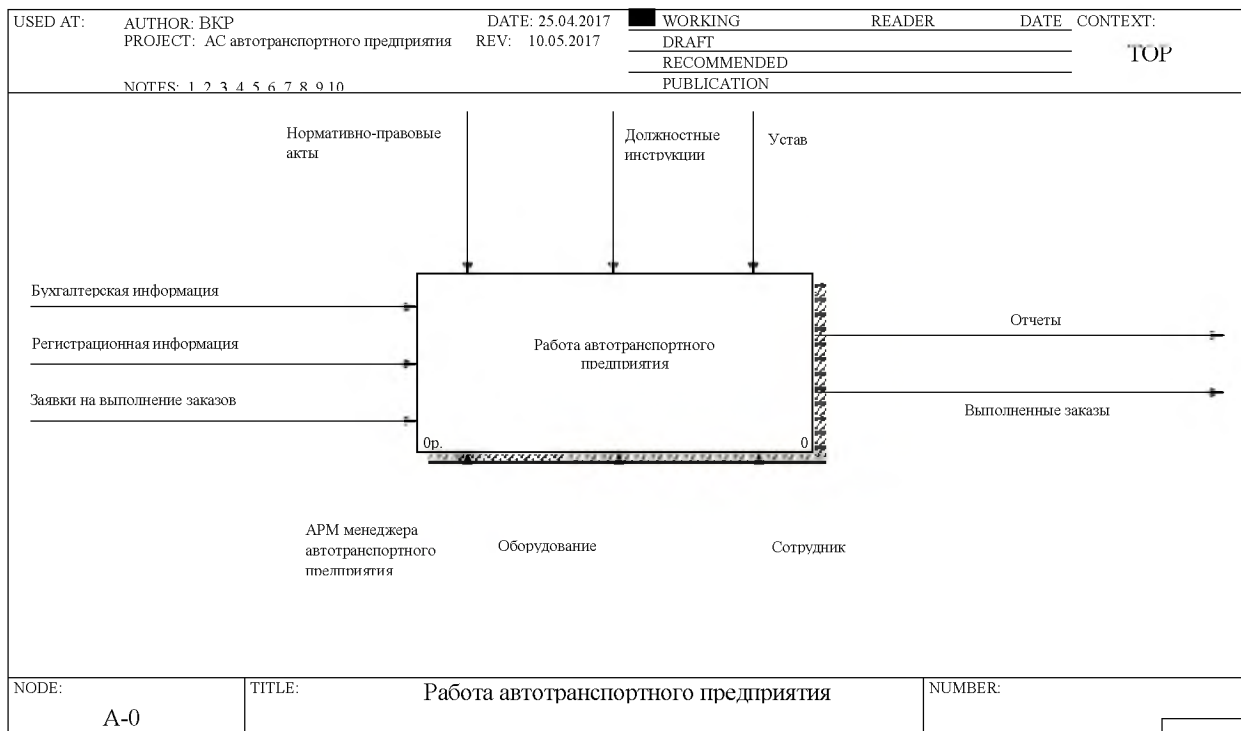 USED AT:
AUTHOR: ВКР
DATE: 25.04.2017
WORKING
READER
DATE
CONTEXT:
PROJECT: АС автотранспортного предприятия
REV: 10.05.2017
DRAFT
TOP
RECOMMENDED
NOTES: 1 2 3 4 5 6 7 8 9 10
PUBLICATION
Нормативно-правовые
акты
Должностные
инструкции
Устав
Бухгалтерская информация
Регистрационная информация
Заявки на выполнение заказов
Работа автотранспортного
предприятия
0р.
0
Отчеты
Выполненные заказы
АРМ менеджера
автотранспортного
предприятия
Оборудование
Сотрудник
NODE:
A-0
TITLE:
Работа автотранспортного предприятия
NUMBER: